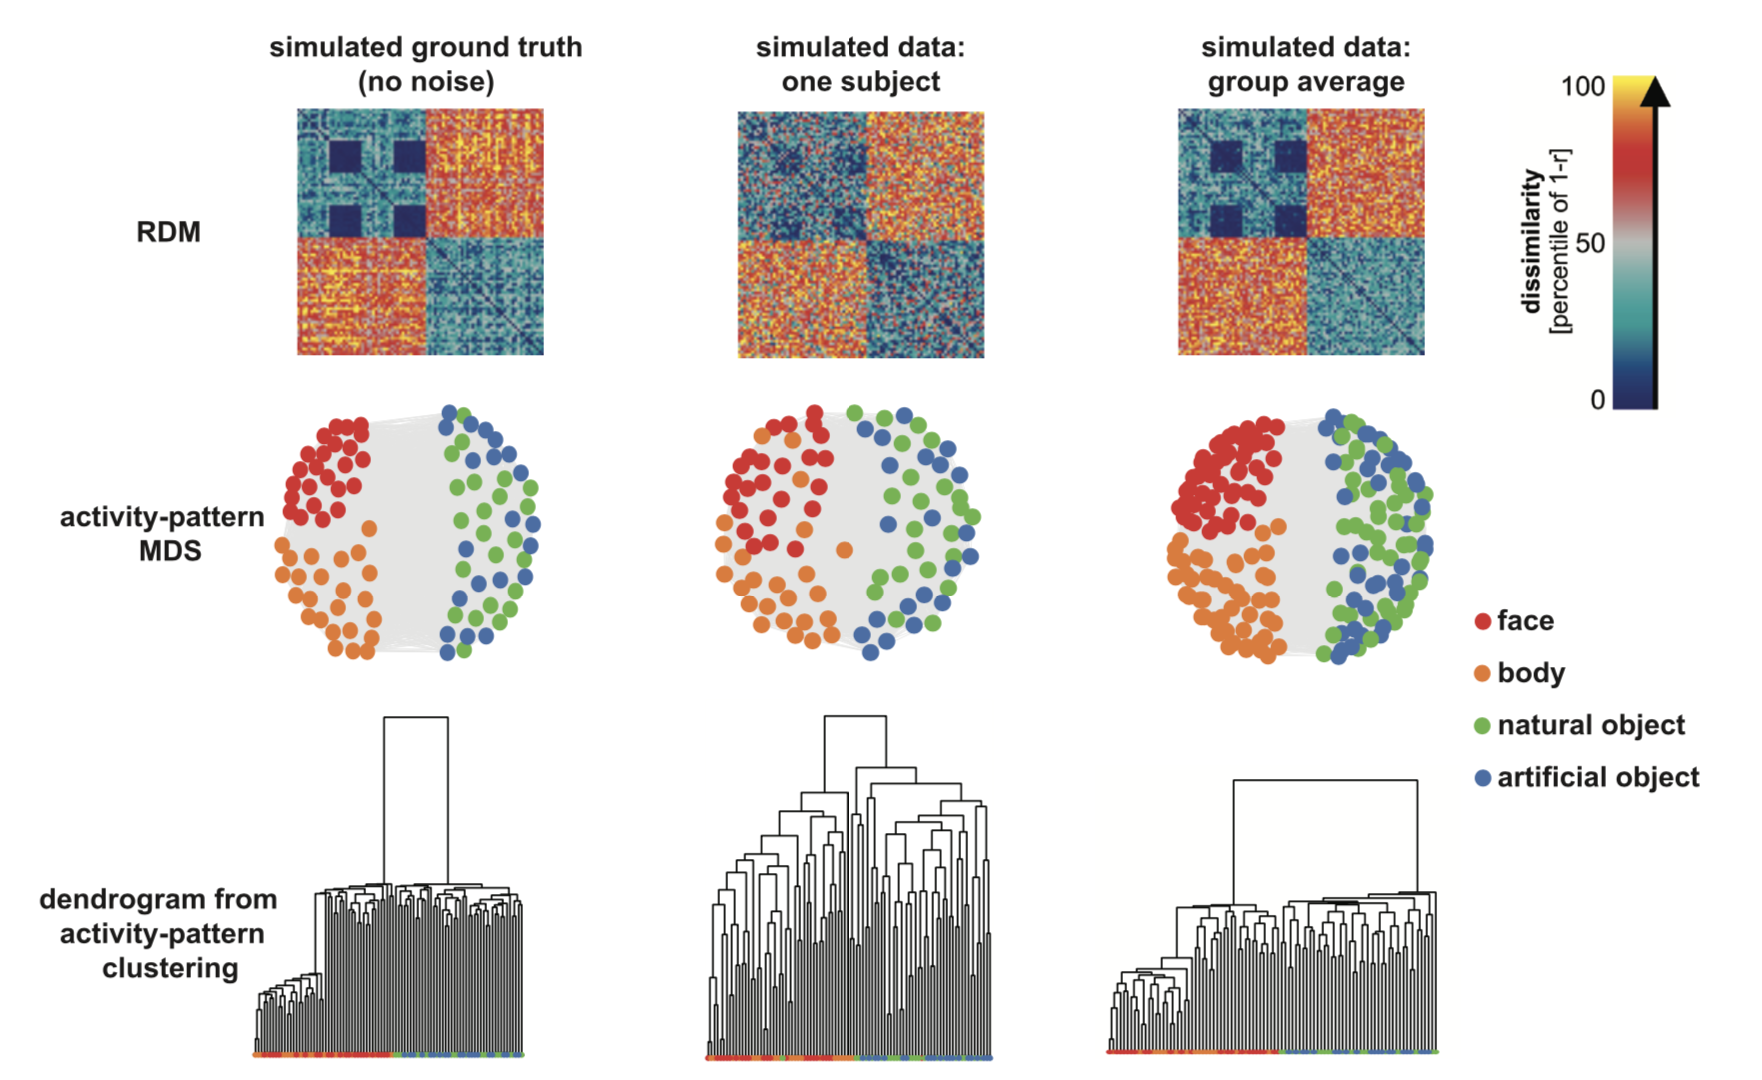 simulated ground truth
(no noise)
simulated data:
one subject
simulated data:
group average
RDM
100
50
0
dissimilarity
[percentile of 1-r]
activity-pattern
MDS
face
body
natural object
artificial object
dendrogram from
activity-pattern
clustering